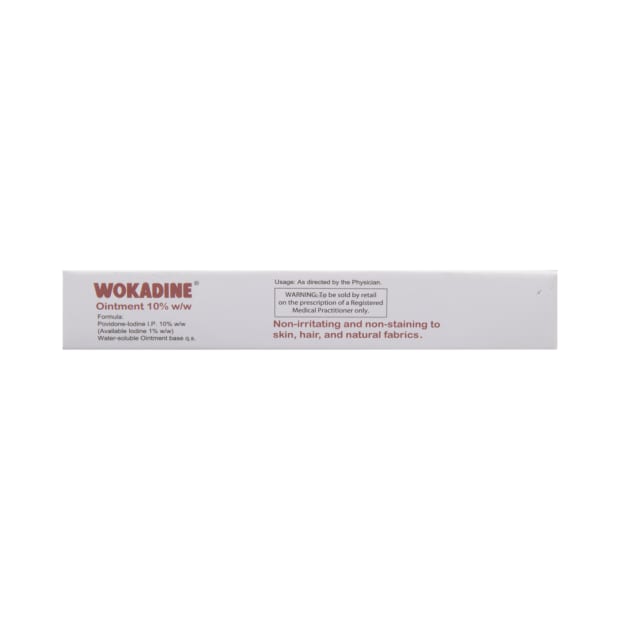 WOKADINE®
Ointment 10% w/w
Formula:
Povidone-Iodine I.P. 10% w/w
(Available Iodine 1% w/w)
Water-soluble Ointment base q.s.
Usage: As directed by the Physician.
WARNING: To be sold by retail
on the prescription of a Registered
Medical Practitioner only.
Non-irritating and non-staining to
skin, hair, and natural fabrics.